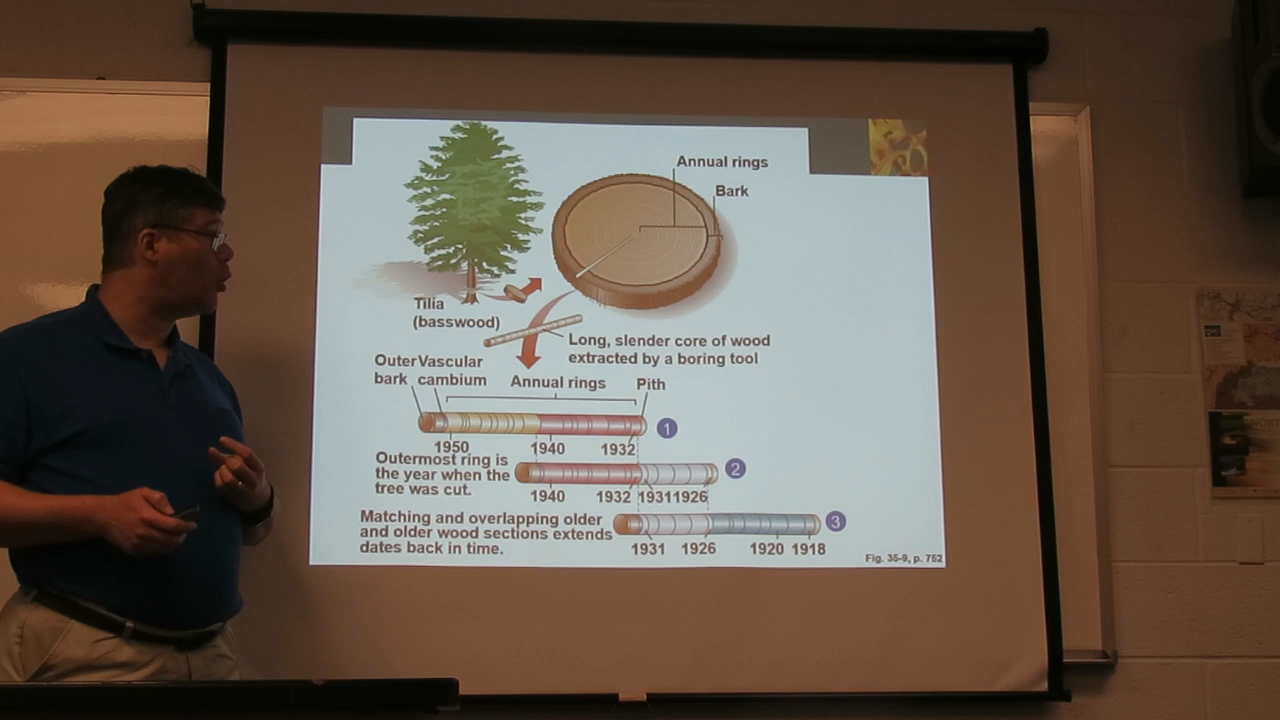 Annual rings
Bark
Tilia
(basswood)
Long, slender core of wood
extracted by a boring tool
Outer Vascular
bark cambium Annual rings Pith
1
1950 1940 1932
Outermost ring is
the year when the
tree was cut.
2
1940 1932 1931 1926
Matching and overlapping older
and older wood sections extends
dates back in time.
3
1931 1926 1920 1918
Fig. 35-9, p. 752